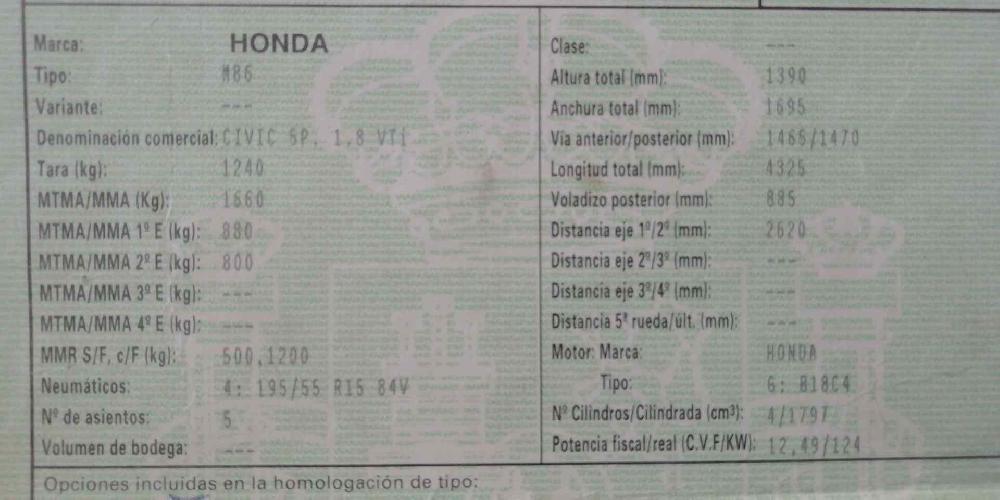 Marca: HONDA
Tipo: M86
Variante: ---
Denominación comercial: CIVIC 5P. 1.8 VTi
Tara (kg): 1240
MTMA/MMA (Kg): 1660
MTMA/MMA 1º E (kg): 880
MTMA/MMA 2º E (kg): 800
MTMA/MMA 3º E (kg): ---
MTMA/MMA 4º E (kg): ---
MMR S/F, c/F (kg): 500,1200
Neumáticos: 4: 195/55 R15 84V
Nº de asientos: 5
Volumen de bodega: ---
Clase: ---
Altura total (mm): 1390
Anchura total (mm): 1695
Vía anterior/posterior (mm): 1465/1470
Longitud total (mm): 4325
Voladizo posterior (mm): 885
Distancia eje 1º/2º (mm): 2620
Distancia eje 2º/3º (mm): ---
Distancia eje 3º/4º (mm): ---
Distancia 5ª rueda/últ. (mm): ---
Motor: Marca: HONDA
Tipo: G: B18C4
Nº Cilindros/Cilindrada (cm³): 4/1797
Potencia fiscal/real (C.V.F/KW): 12,49/124
Opciones incluidas en la homologación de tipo: